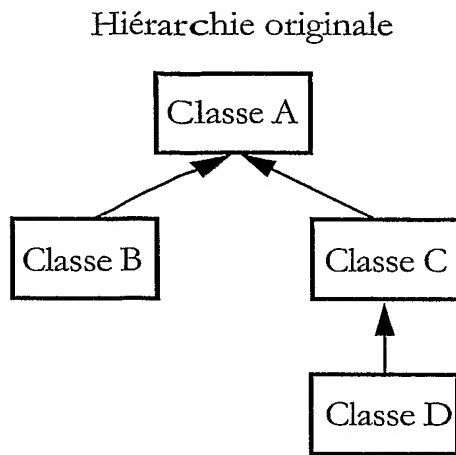 Hiérarchie originale
Classe A
Classe B
Classe C
Classe D